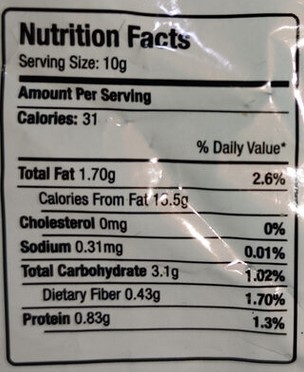 Nutrition Facts
Serving Size: 10g
Amount Per Serving
Calories: 31
% Daily Value*
Total Fat 1.70g 2.6%
Calories From Fat
Cholesterol 0mg 0%
Sodium 0.31mg 0.01%
Total Carbohydrate 3.1g 1.02%
Dietary Fiber 0.43g 1.70%
Protein 0.83g 1.3%